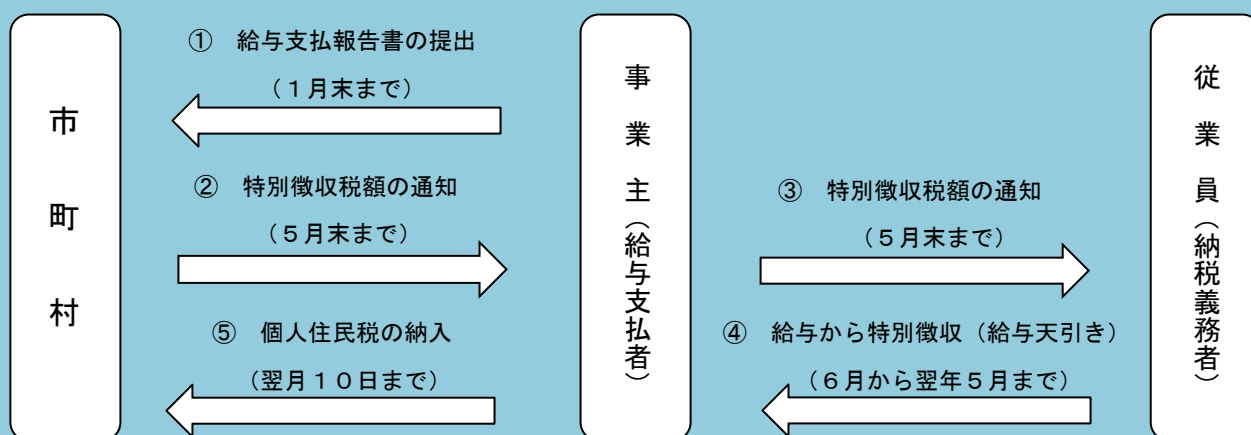 市町村
①　給与支払報告書の提出
（１月末まで）
②　特別徴収税額の通知
（５月末まで）
⑤　個人住民税の納入
（翌月１０日まで）
事業主（給与支払者）
③　特別徴収税額の通知
（５月末まで）
④　給与から特別徴収（給与天引き）
（６月から翌年５月まで）
従業員（納税義務者）